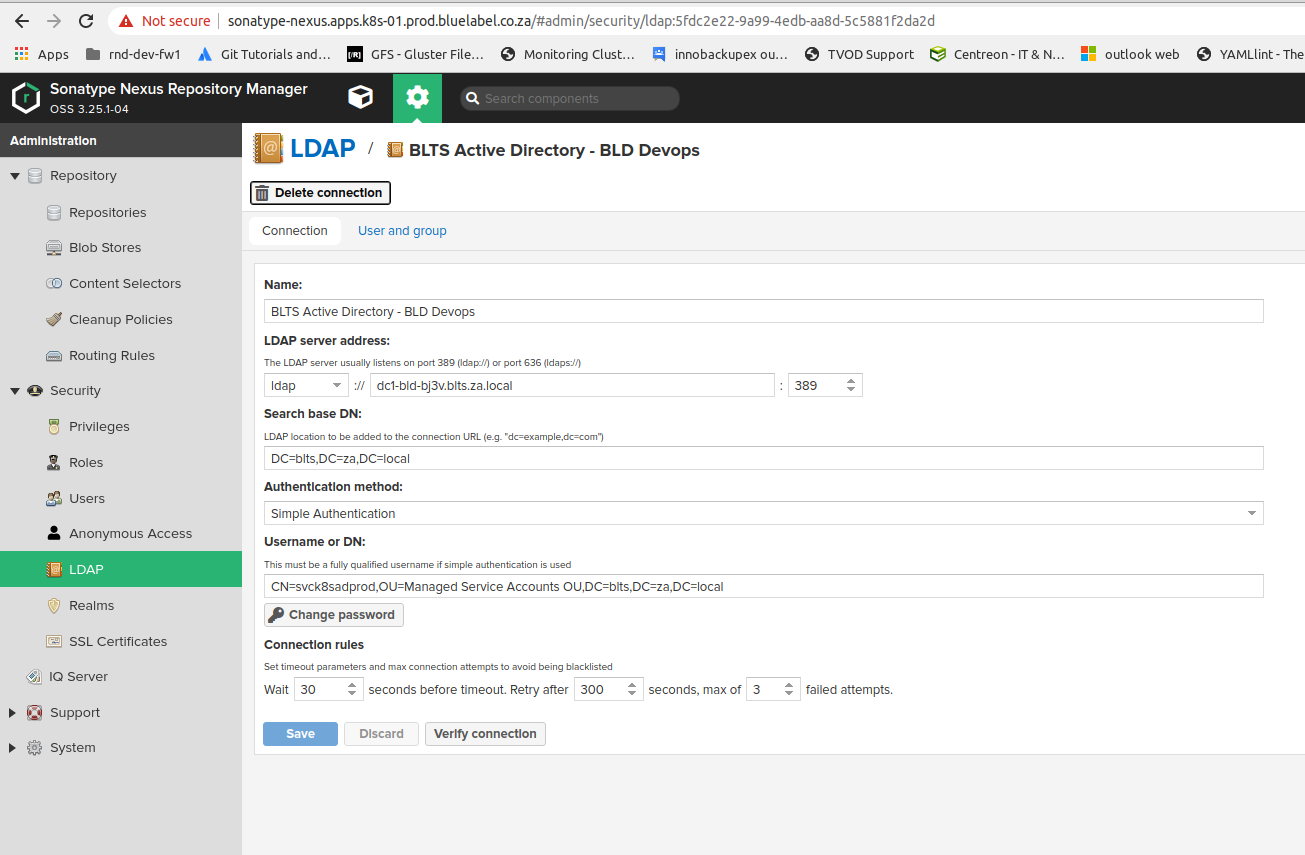 Not secure sonatype-nexus.apps.k8s-01.prod.bluelabel.co.za/#admin/security/ldap:5fdc2e22-9a99-4edb-aa8d-5c5881f2da2d
Apps rnd-dev-fw1 Git Tutorials and... [/R] GFS - Gluster File... Monitoring Clust... innobackupex ou... TVOD Support Centreon - IT & N... outlook web YAMLlint - The
Sonatype Nexus Repository Manager
OSS 3.25.1-04
Search components
Administration
Repository
Repositories
Blob Stores
Content Selectors
Cleanup Policies
Routing Rules
Security
Privileges
Roles
Users
Anonymous Access
LDAP
Realms
SSL Certificates
IQ Server
Support
System
LDAP / BLTS Active Directory - BLD Devops
Delete connection
Connection User and group
Name:
BLTS Active Directory - BLD Devops
LDAP server address:
The LDAP server usually listens on port 389 (ldap://) or port 636 (ldaps://)
ldap :// dc1-bld-bj3v.blts.za.local : 389
Search base DN:
LDAP location to be added to the connection URL (e.g. "dc=example,dc=com")
DC=blts,DC=za,DC=local
Authentication method:
Simple Authentication
Username or DN:
This must be a fully qualified username if simple authentication is used
CN=svck8sadprod,OU=Managed Service Accounts OU,DC=blts,DC=za,DC=local
Change password
Connection rules
Set timeout parameters and max connection attempts to avoid being blacklisted
Wait 30 seconds before timeout. Retry after 300 seconds, max of 3 failed attempts.
Save Discard Verify connection